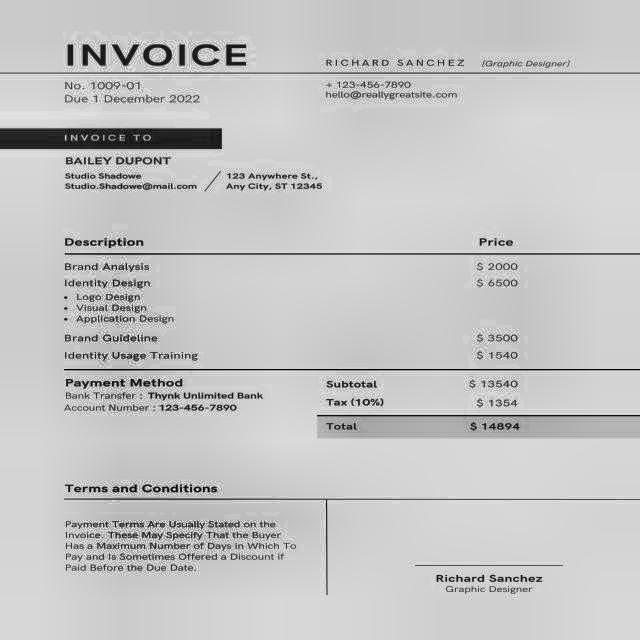 INVOICE
RICHARD SANCHEZ (Graphic Designer)
No. 1009-01
Due 1 December 2022
+ 123-456-7890
hello@reallygreatsite.com
INVOICE TO
BAILEY DUPONT
Studio Shadowe
Studio.Shadowe@mail.com
123 Anywhere St.,
Any City, ST 12345
Description Price
Brand Analysis $ 2000
Identity Design $ 6500
• Logo Design
• Visual Design
• Application Design
Brand Guideline $ 3500
Identity Usage Training $ 1540
Payment Method
Bank Transfer : Thynk Unlimited Bank
Account Number : 123-456-7890
Subtotal $ 13540
Tax (10%) $ 1354
Total $ 14894
Terms and Conditions
Payment Terms Are Usually Stated on the
Invoice. These May Specify That the Buyer
Has a Maximum Number of Days in Which To
Pay and Is Sometimes Offered a Discount if
Paid Before the Due Date.
Richard Sanchez
Graphic Designer